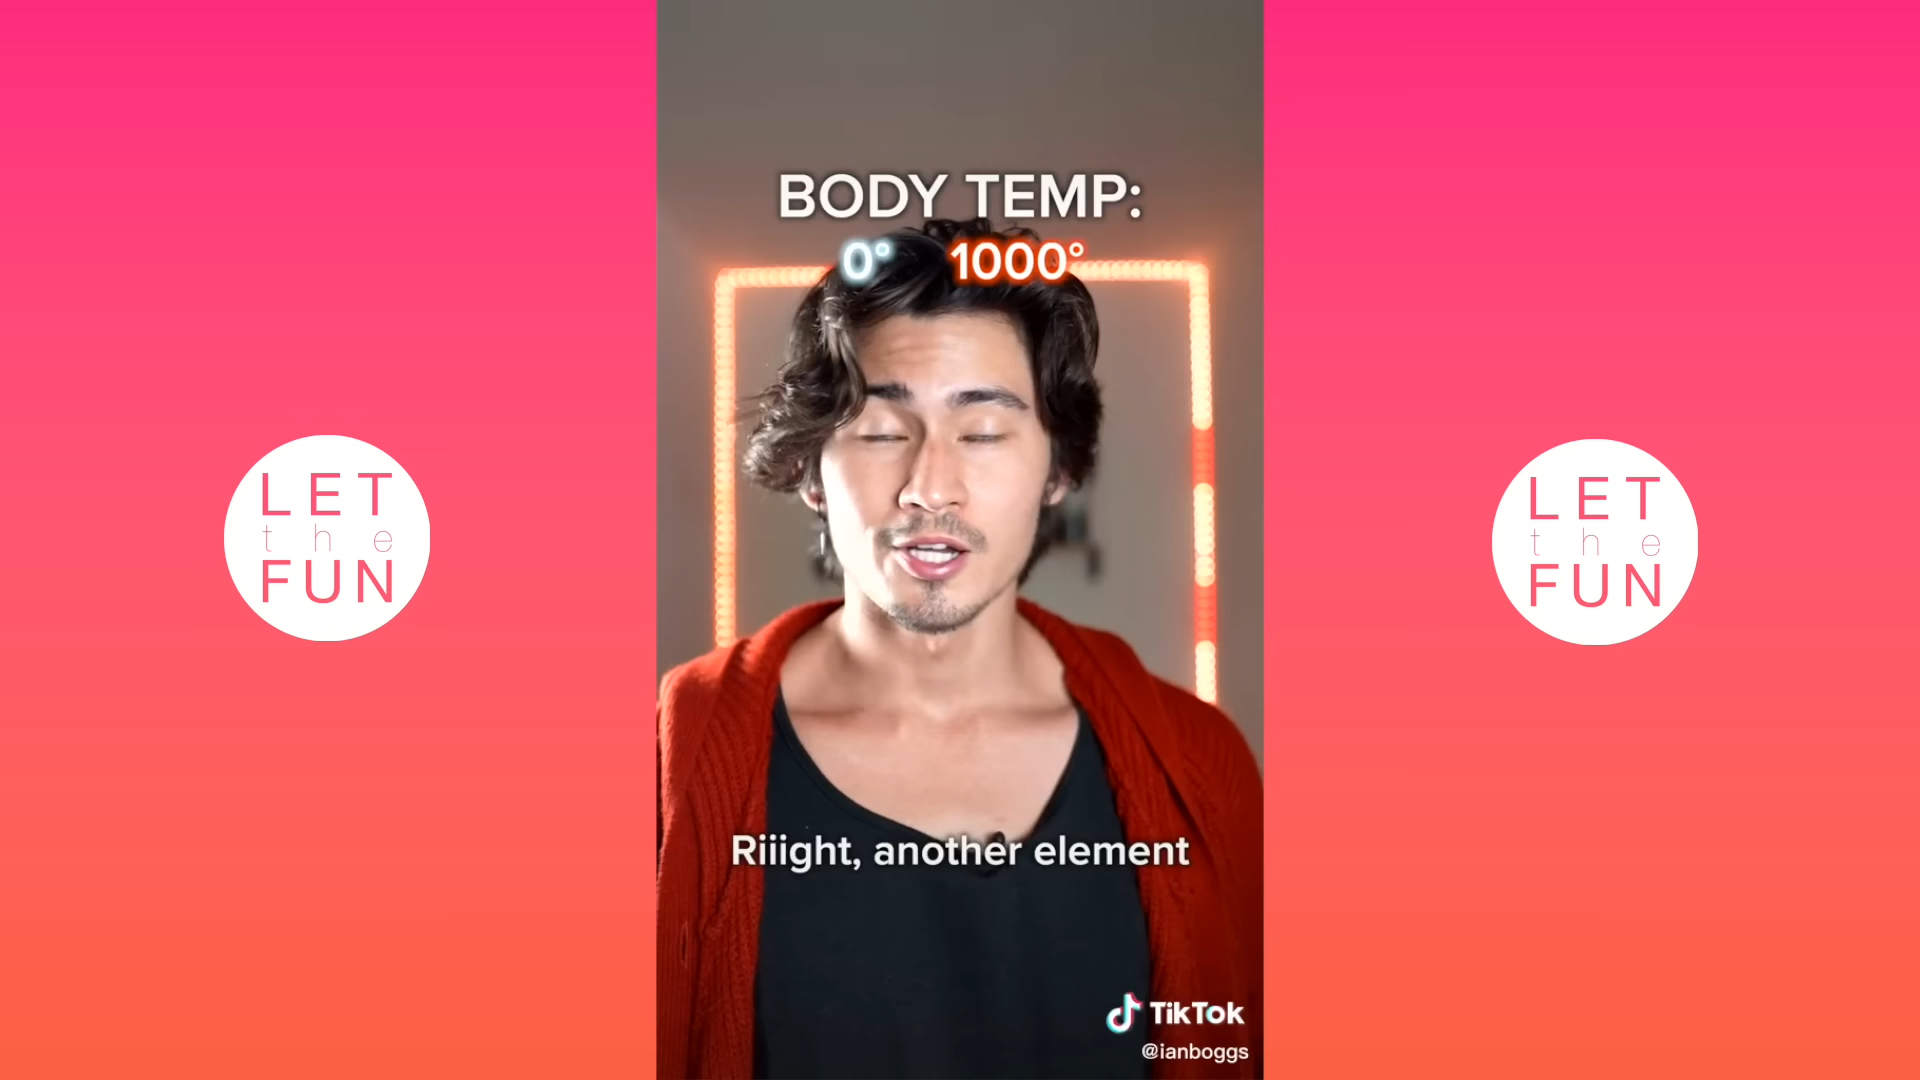 BODY TEMP:
0° 1000°
LET
the
FUN
LET
the
FUN
Riiight, another element
TikTok
@ianboggs